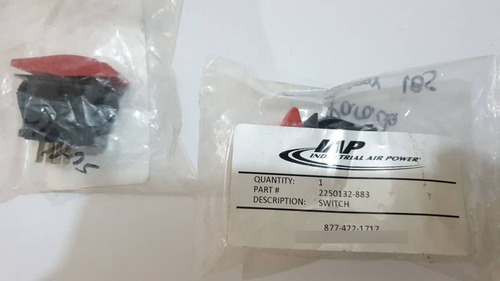 IAP
INDUSTRIAL AIR POWER
QUANTITY: 1
PART # 2250132-883
DESCRIPTION: SWITCH
877-422-1717